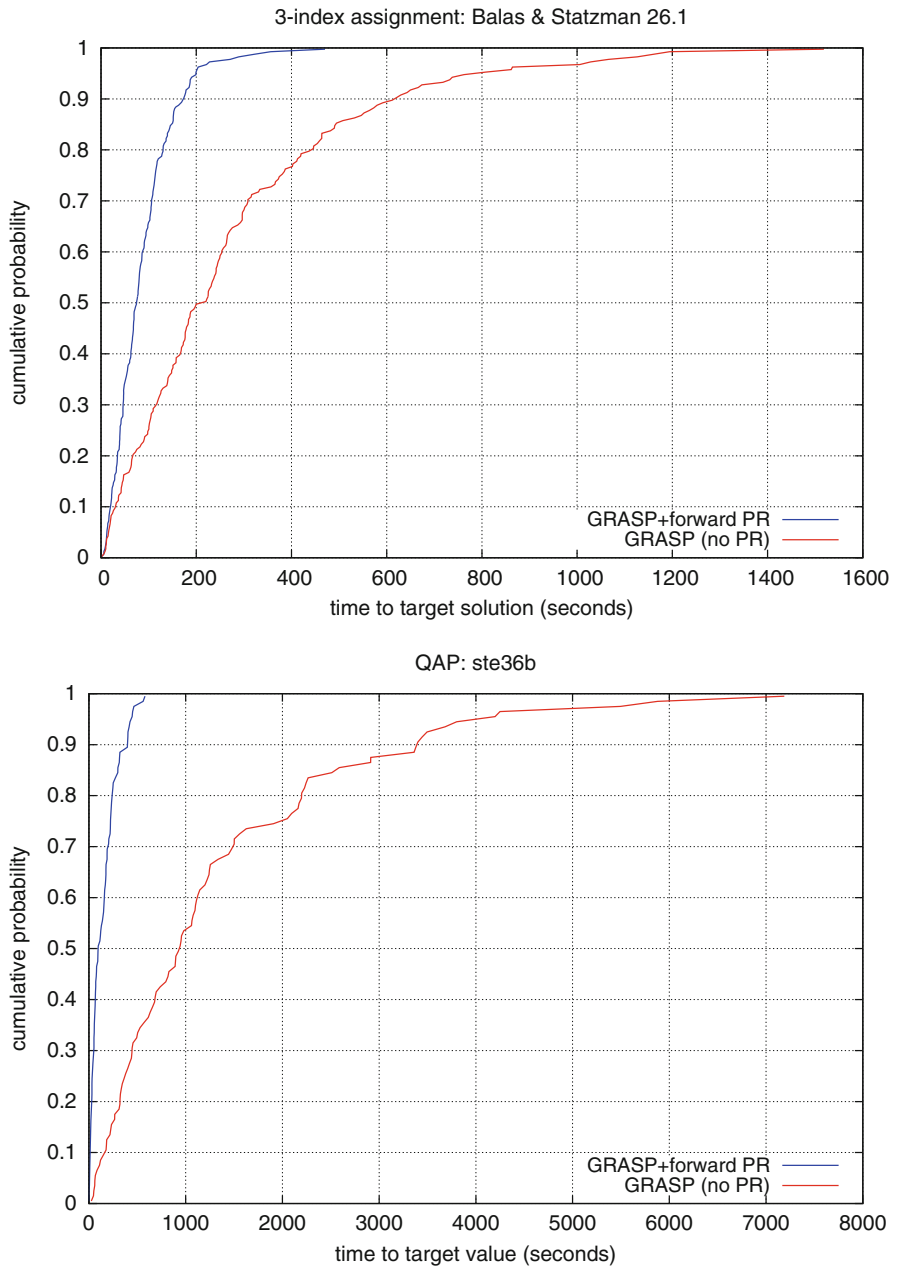 3-index assignment: Balas & Statzman 26.1
1
0.9
0.8
0.7
0.6
0.5
0.4
0.3
0.2
0.1
0
cumulative probability
GRASP+forward PR
GRASP (no PR)
0 200 400 600 800 1000 1200 1400 1600
time to target solution (seconds)
QAP: ste36b
1
0.9
0.8
0.7
0.6
0.5
0.4
0.3
0.2
0.1
0
cumulative probability
GRASP+forward PR
GRASP (no PR)
0 1000 2000 3000 4000 5000 6000 7000 8000
time to target value (seconds)